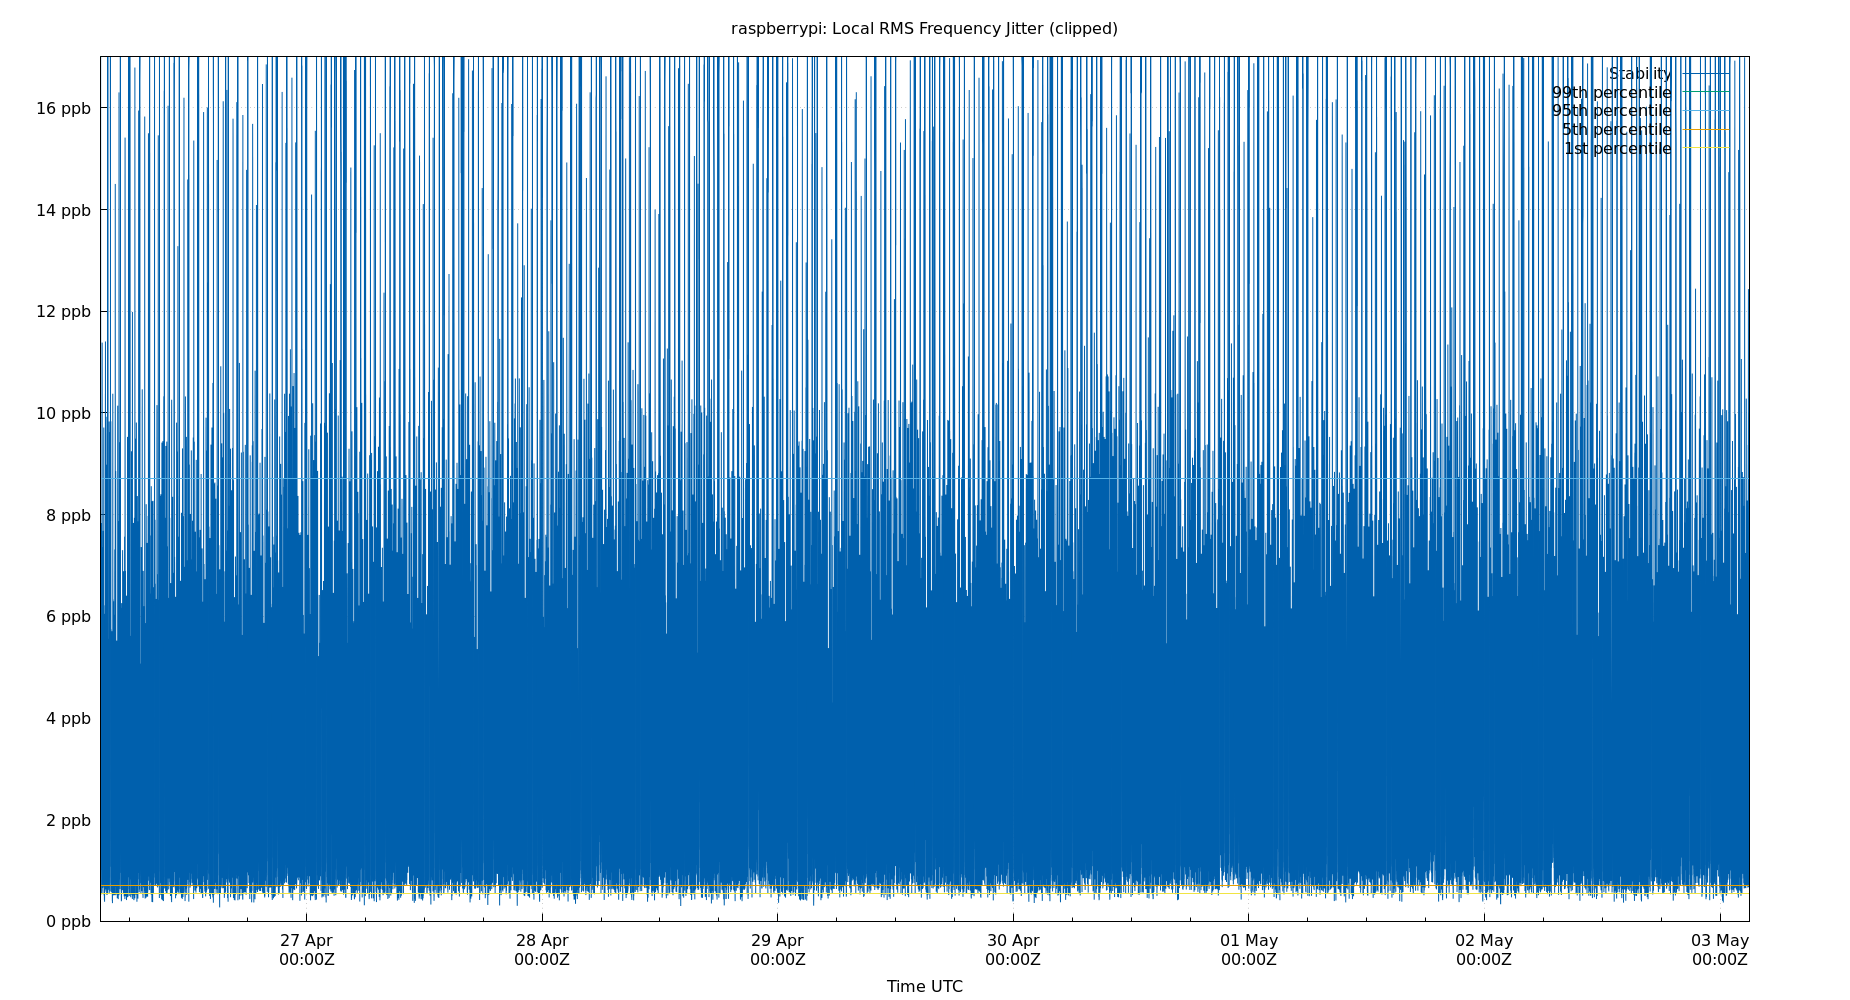 raspberrypi: Local RMS Frequency Jitter (clipped)
Stability
99th percentile
95th percentile
5th percentile
1st percentile
16 ppb
14 ppb
12 ppb
10 ppb
8 ppb
6 ppb
4 ppb
2 ppb
0 ppb
27 Apr 28 Apr 29 Apr 30 Apr 01 May 02 May 03 May
00:00Z 00:00Z 00:00Z 00:00Z 00:00Z 00:00Z 00:00Z
Time UTC